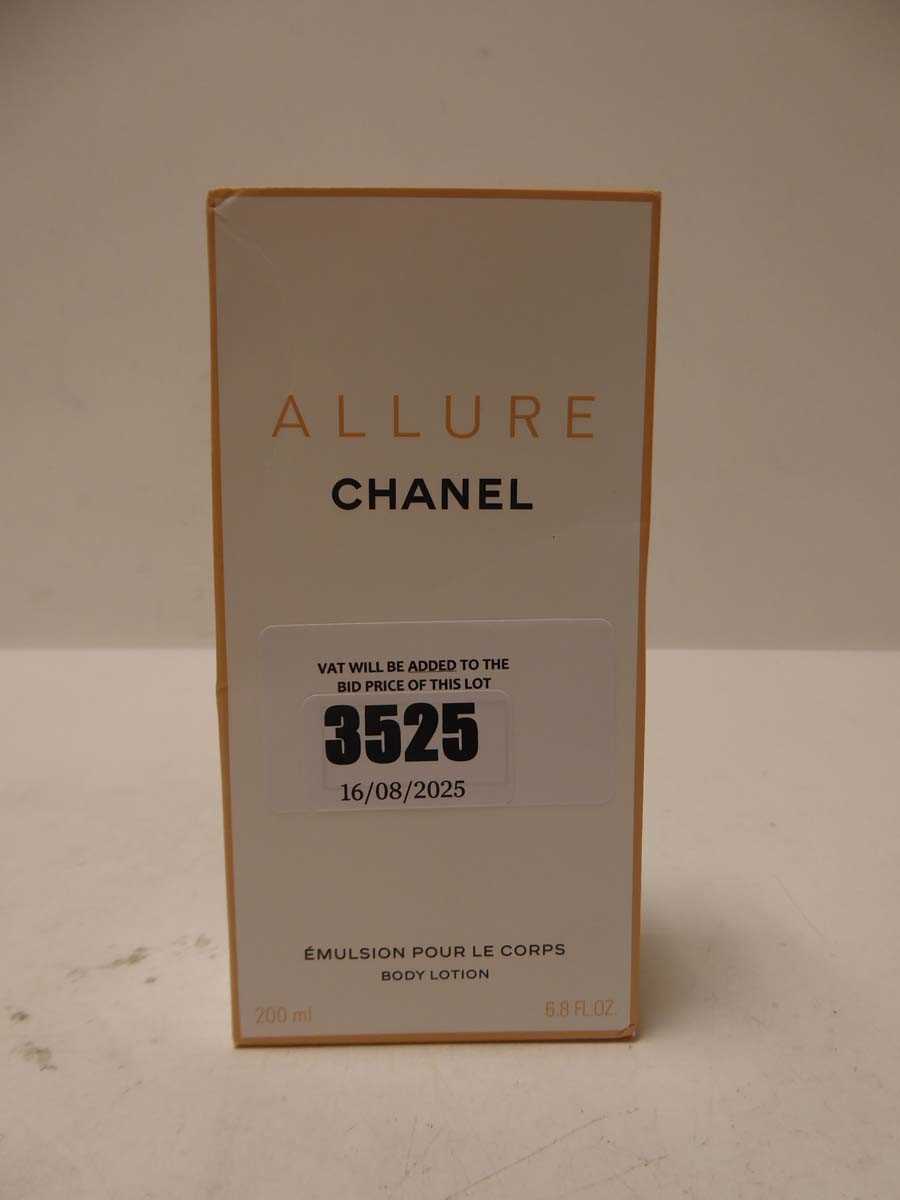 ALLURE
CHANEL
VAT WILL BE ADDED TO THE
BID PRICE OF THIS LOT
3525
16/08/2025
ÉMULSION POUR LE CORPS
BODY LOTION
200 ml 6.8 FL.OZ.